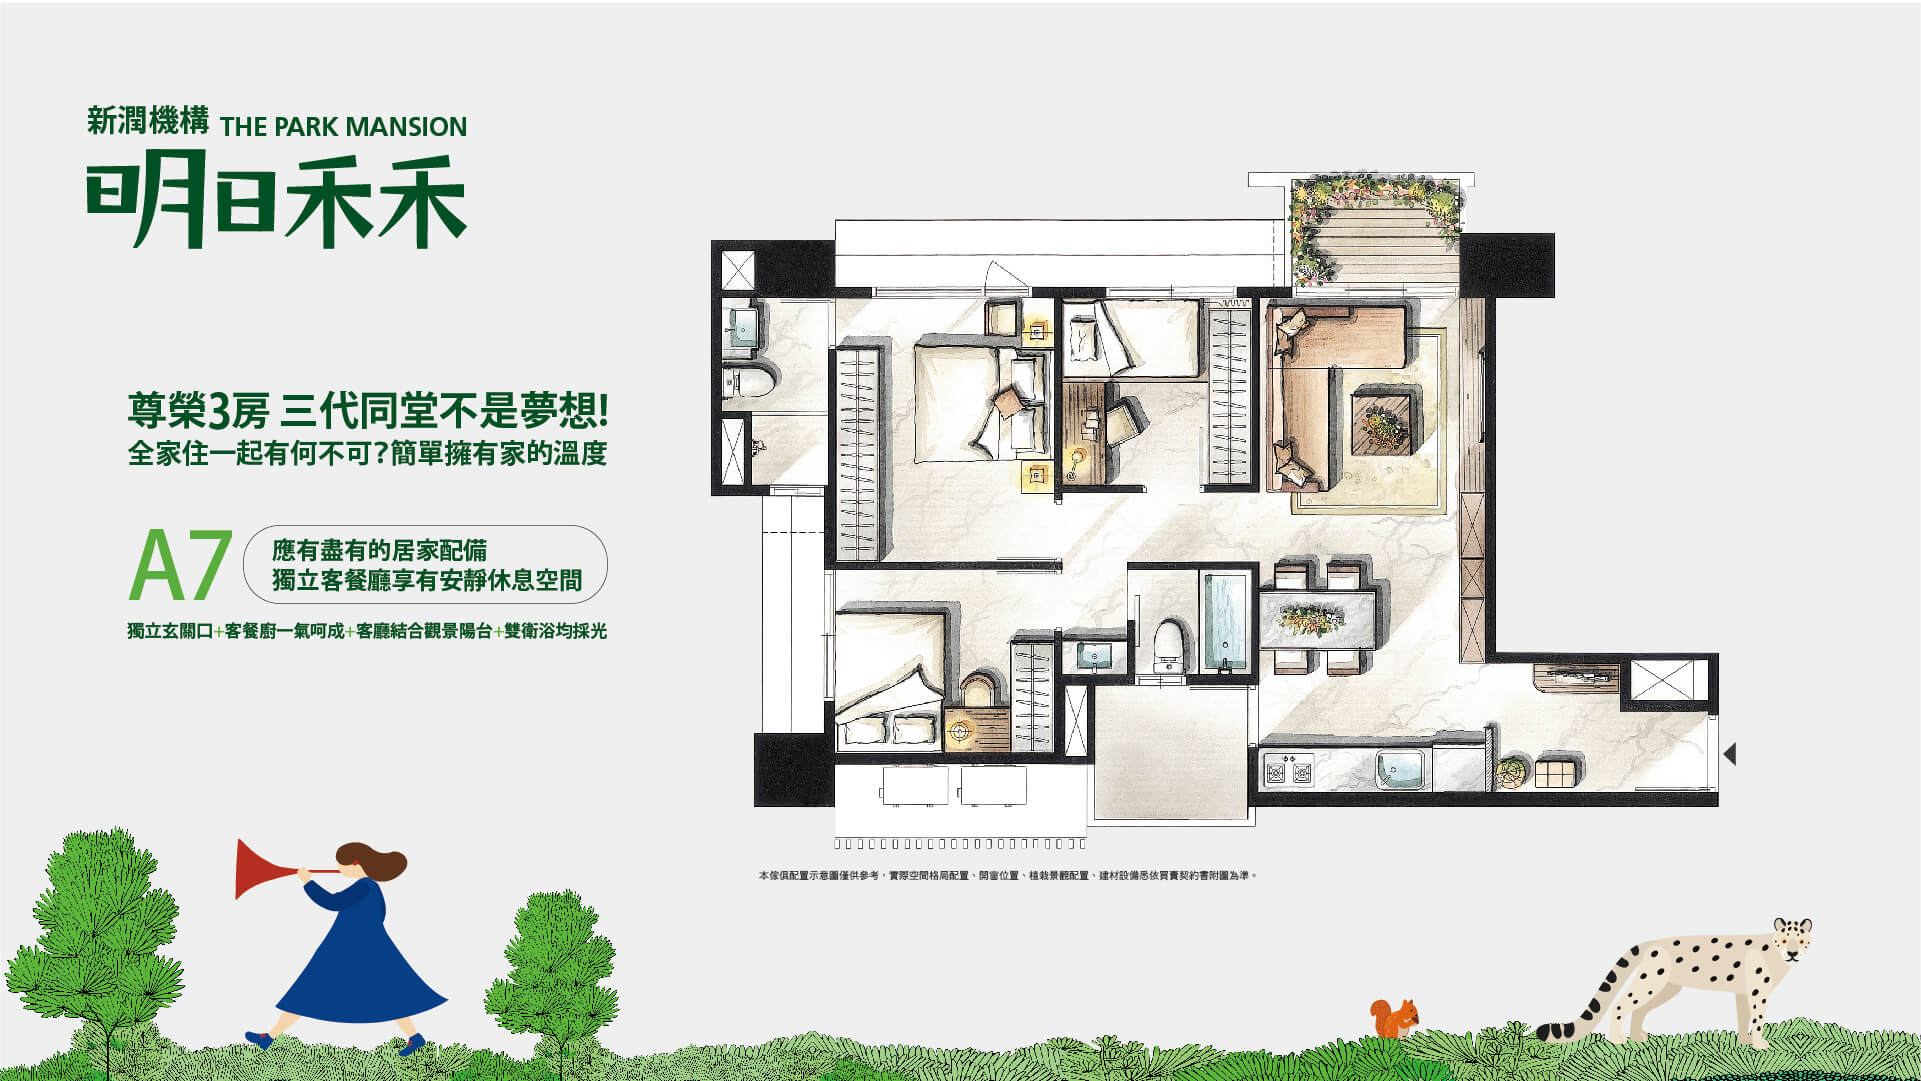 新潤機構 THE PARK MANSION
明日禾禾
尊榮3房 三代同堂不是夢想!
全家住一起有何不可?簡單擁有家的溫度
A7
應有盡有的居家配備
獨立客餐廳享有安靜休息空間
獨立玄關口+客餐廚一氣呵成+客廳結合觀景陽台+雙衛浴均採光
本傢俱配置示意圖僅供參考，實際空間格局配置、開窗位置、植栽景觀配置、建材設備悉依買賣契約書附圖為準。